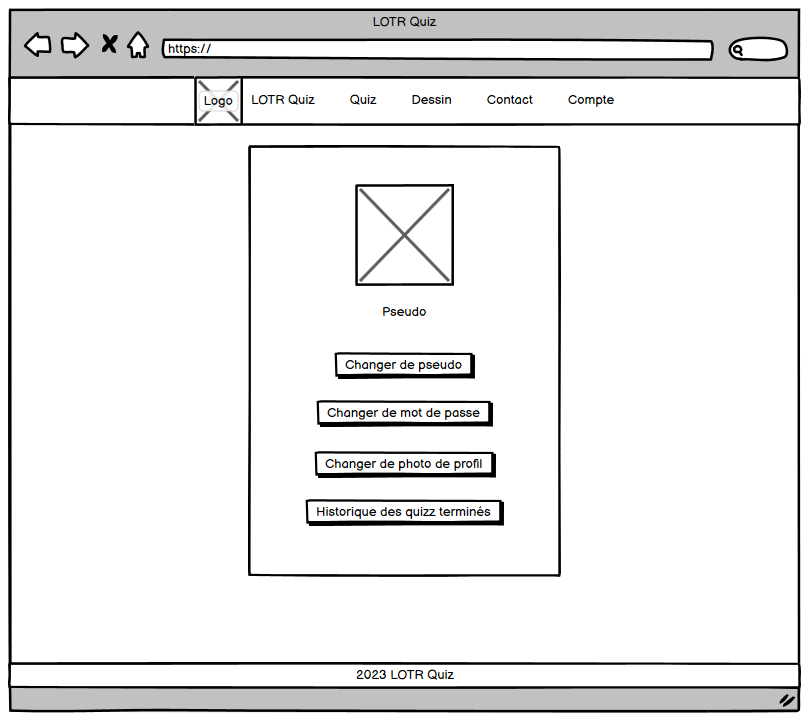 LOTR Quiz
https://
Logo LOTR Quiz Quiz Dessin Contact Compte
Pseudo
Changer de pseudo
Changer de mot de passe
Changer de photo de profil
Historique des quizz terminés
2023 LOTR Quiz